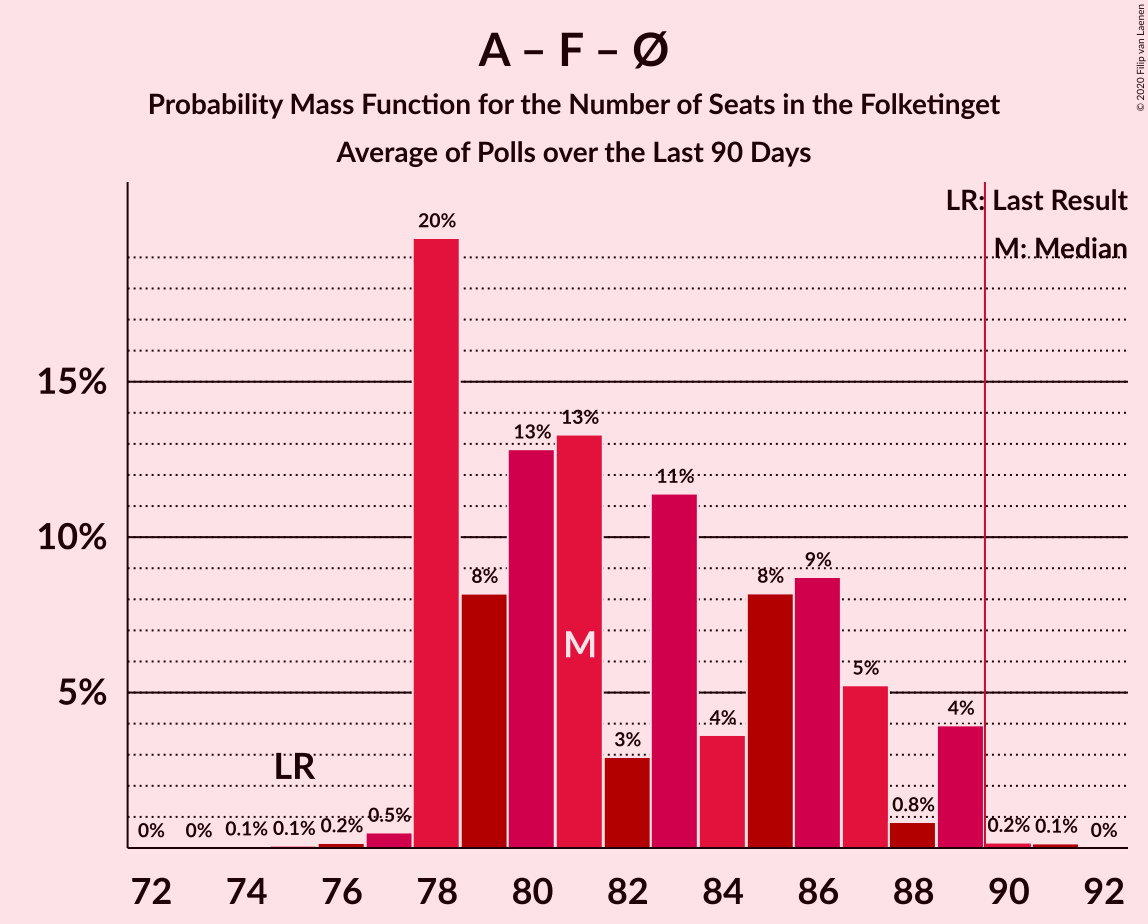 A – F – Ø
Probability Mass Function for the Number of Seats in the Folketinget
Average of Polls over the Last 90 Days
© 2020 Filip van Laenen
LR: Last Result
M: Median
15%
10%
5%
0%
0%
0.1%
0.1%
0.2%
0.5%
20%
8%
13%
13%
3%
11%
4%
8%
9%
5%
0.8%
4%
0.2%
0.1%
0%
LR
M
72 74 76 78 80 82 84 86 88 90 92